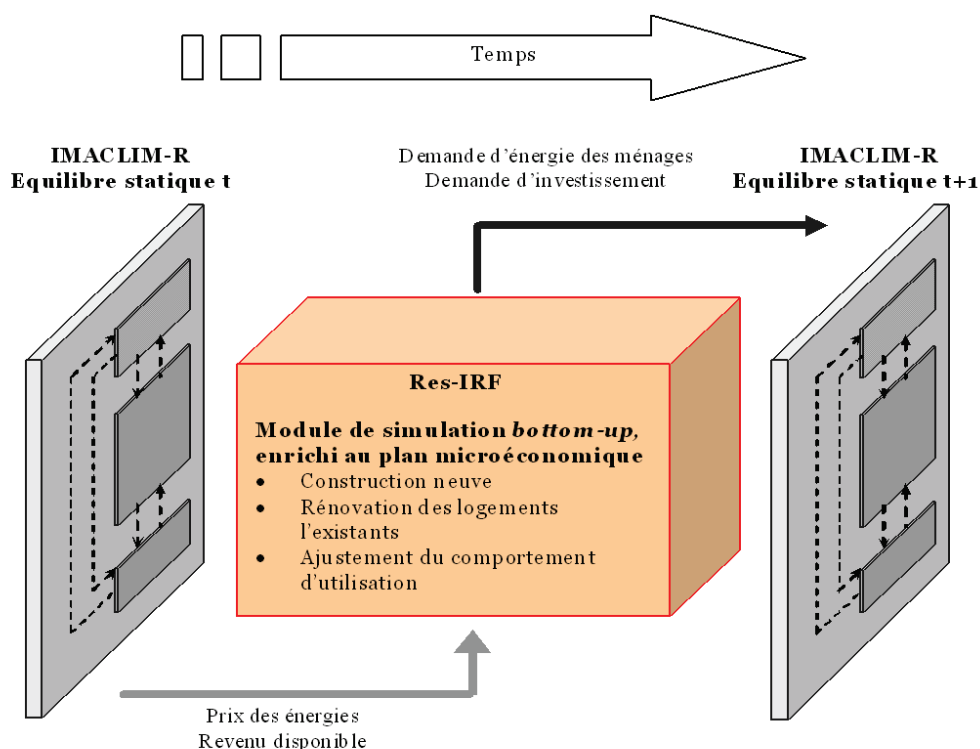 Temps
IMACLIM-R
Equilibre statique t
Demande d'énergie des ménages
Demande d'investissement
IMACLIM-R
Equilibre statique t+1
Res-IRF
Module de simulation bottom-up,
enrichi au plan microéconomique
• Construction neuve
• Rénovation des logements
l'existants
• Ajustement du comportement
d'utilisation
Prix des énergies
Revenu disponible